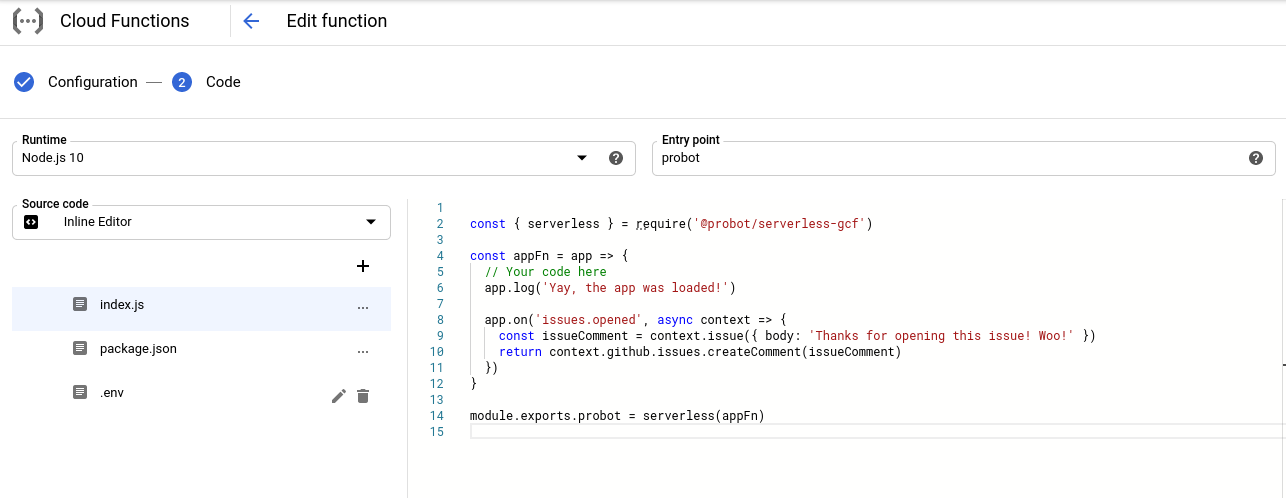 Cloud Functions
Edit function
Configuration — 2 Code
Runtime
Node.js 10
Entry point
probot
Source code
Inline Editor
index.js ...
package.json ...
.env
1
2 const { serverless } = require('@probot/serverless-gcf')
3
4 const appFn = app => {
5 // Your code here
6 app.log('Yay, the app was loaded!')
7
8 app.on('issues.opened', async context => {
9 const issueComment = context.issue({ body: 'Thanks for opening this issue! Woo!' })
10 return context.github.issues.createComment(issueComment)
11 })
12 }
13
14 module.exports.probot = serverless(appFn)
15